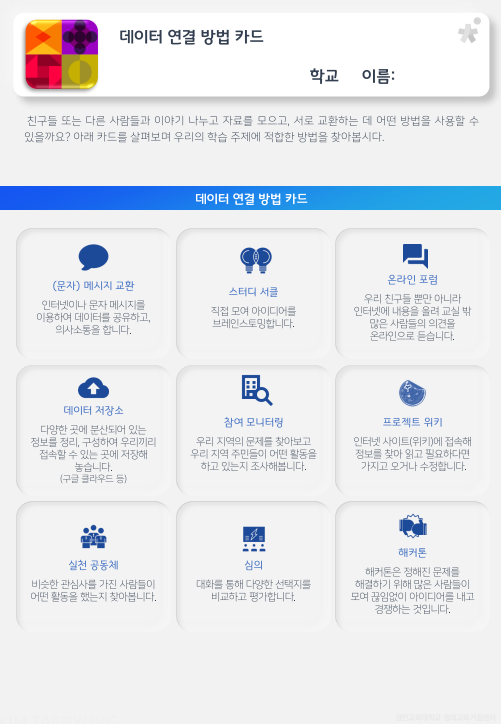 데이터 연결 방법 카드
학교 이름:
친구들 또는 다른 사람들과 이야기 나누고 자료를 모으고, 서로 교환하는 데 어떤 방법을 사용할 수
있을까요? 아래 카드를 살펴보며 우리의 학습 주제에 적합한 방법을 찾아봅시다.
데이터 연결 방법 카드
(문자) 메시지 교환
인터넷이나 문자 메시지를
이용하여 데이터를 공유하고,
의사소통을 합니다.
스터디 서클
직접 모여 아이디어를
브레인스토밍합니다.
온라인 포럼
우리 친구들 뿐만 아니라
인터넷에 내용을 올려 교실 밖
많은 사람들의 의견을
온라인으로 듣습니다.
데이터 저장소
다양한 곳에 분산되어 있는
정보를 정리, 구성하여 우리끼리
접속할 수 있는 곳에 저장해
놓습니다.
(구글 클라우드 등)
참여 모니터링
우리 지역의 문제를 찾아보고
우리 지역 주민들이 어떤 활동을
하고 있는지 조사해봅니다.
프로젝트 위키
인터넷 사이트(위키)에 접속해
정보를 찾아 읽고 필요하다면
가지고 오거나 수정합니다.
실천 공동체
비슷한 관심사를 가진 사람들이
어떤 활동을 했는지 찾아봅니다.
심의
대화를 통해 다양한 선택지를
비교하고 평가합니다.
해커톤
해커톤은 정해진 문제를
해결하기 위해 많은 사람들이
모여 끊임없이 아이디어를 내고
경쟁하는 것입니다.